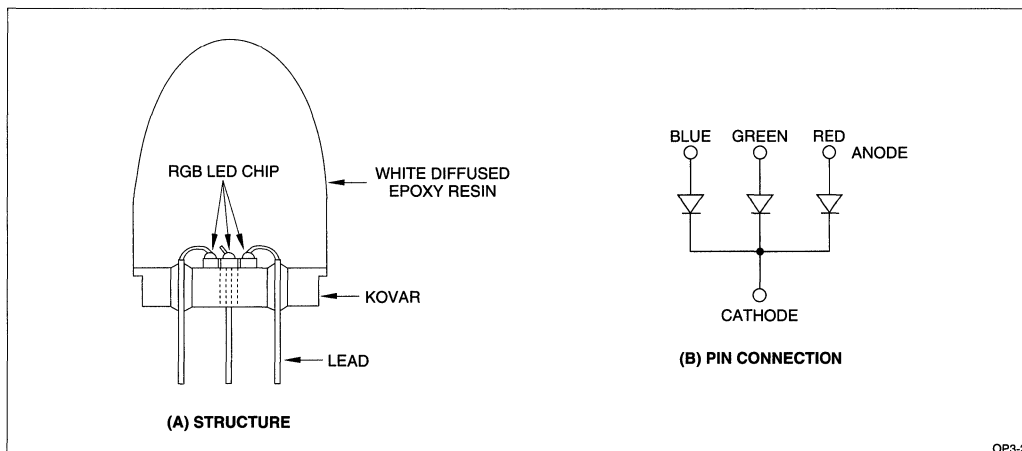 RGB LED CHIP
WHITE DIFFUSED
EPOXY RESIN
KOVAR
LEAD
(A) STRUCTURE
BLUE GREEN RED
ANODE
CATHODE
(B) PIN CONNECTION